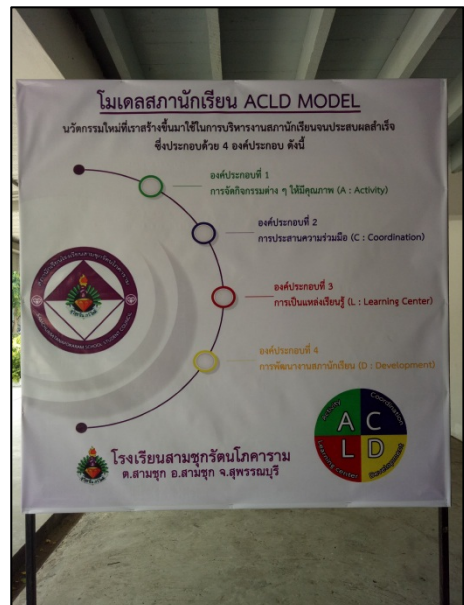 โมเดลสภานักเรียน ACLD MODEL
นวัตกรรมใหม่ที่เราสร้างขึ้นมาใช้ในการบริหารงานสภานักเรียนจนประสบผลสำเร็จ
ซึ่งประกอบด้วย 4 องค์ประกอบ ดังนี้
องค์ประกอบที่ 1
การจัดกิจกรรมต่าง ๆ ให้มีคุณภาพ (A : Activity)
องค์ประกอบที่ 2
การประสานความร่วมมือ (C : Coordination)
องค์ประกอบที่ 3
การเป็นแหล่งเรียนรู้ (L : Learning Center)
องค์ประกอบที่ 4
การพัฒนางานสภานักเรียน (D : Development)
Activity
Coordination
A C
L D
Learning Center
Development
โรงเรียนสามชุกรัตนโภคาราม
ต.สามชุก อ.สามชุก จ.สุพรรณบุรี